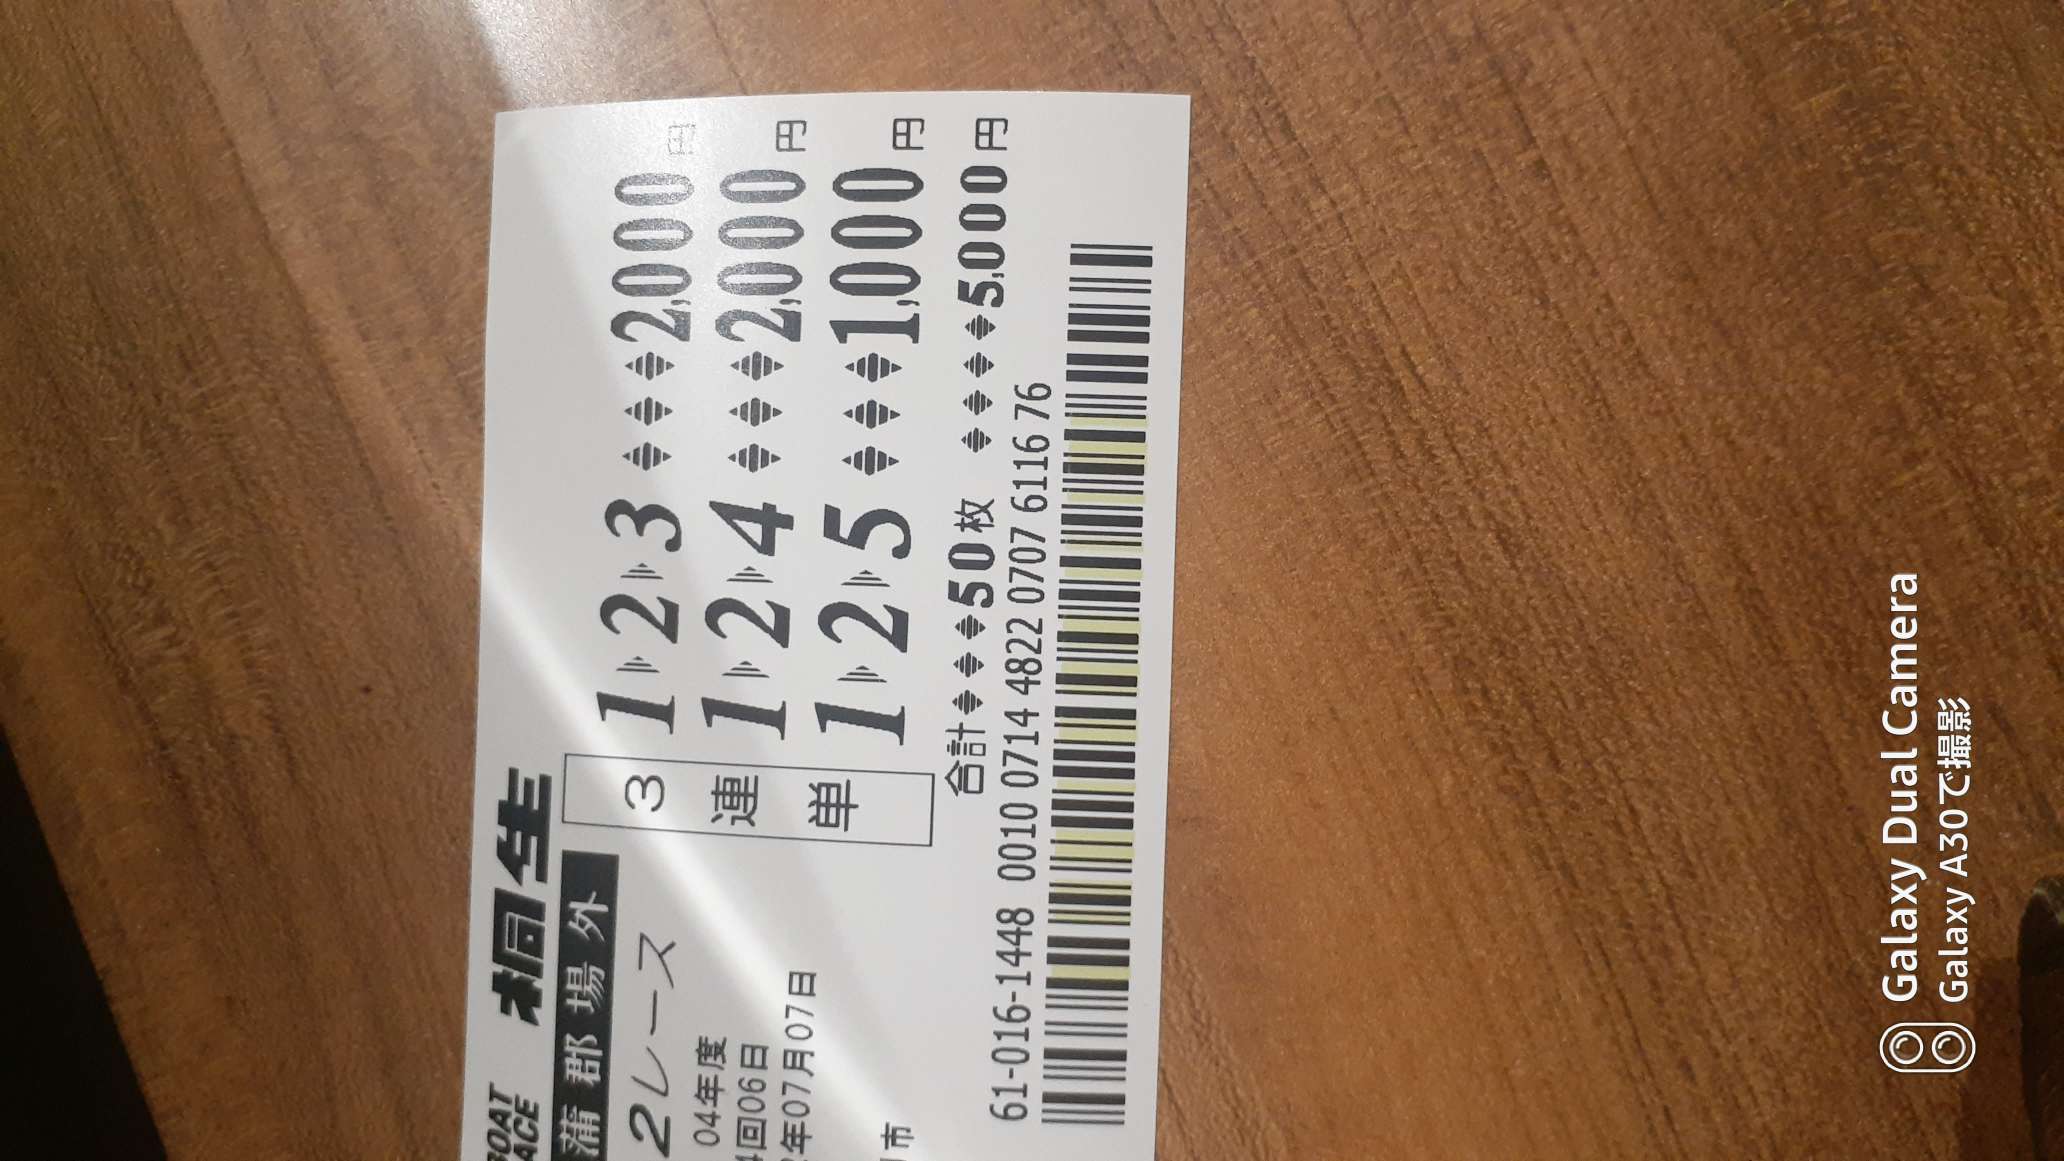 BOAT RACE 桐生
蒲郡場外
2レース
04年度
4回06日
2年07月07日
市
3連単
1 2 3 2,000円
1 2 4 2,000円
1 2 5 1,000円
合計 50枚 5,000円
61-016-1448 0010 0714 4822 0707 6116 76
Galaxy Dual Camera
Galaxy A30で撮影